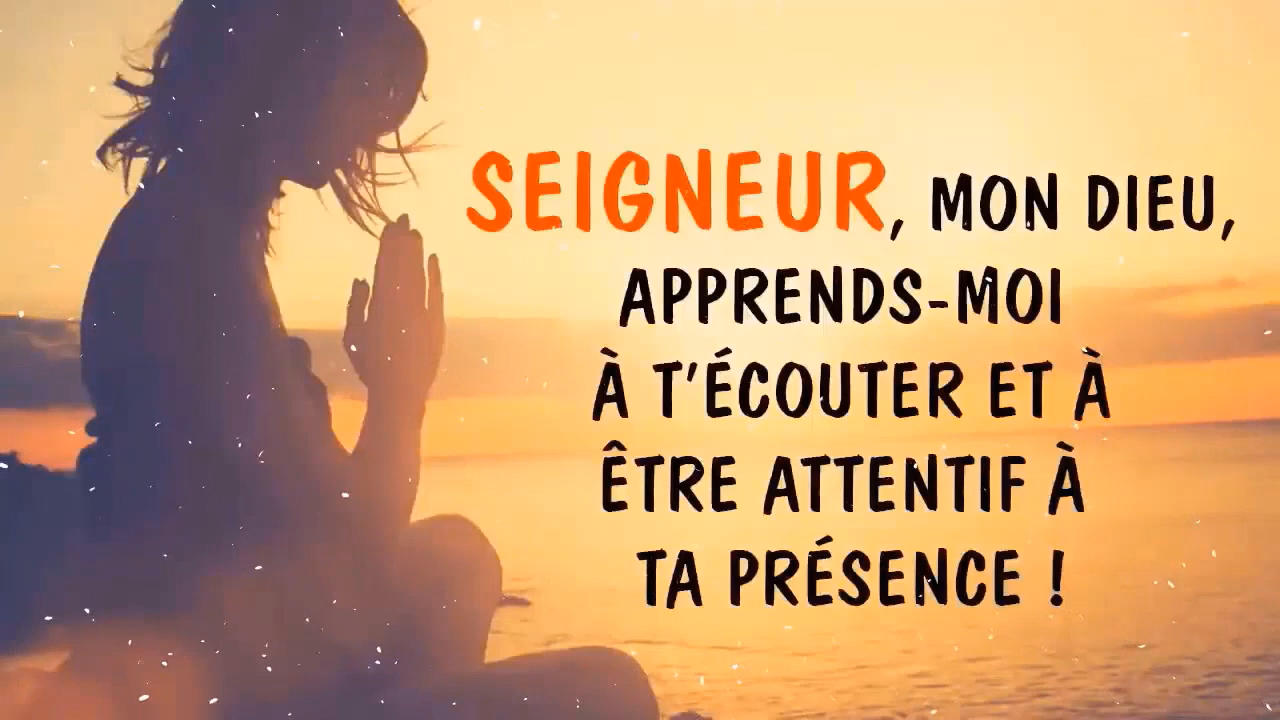 SEIGNEUR, MON DIEU,
APPRENDS-MOI
À T'ÉCOUTER ET À
ÊTRE ATTENTIF À
TA PRÉSENCE !